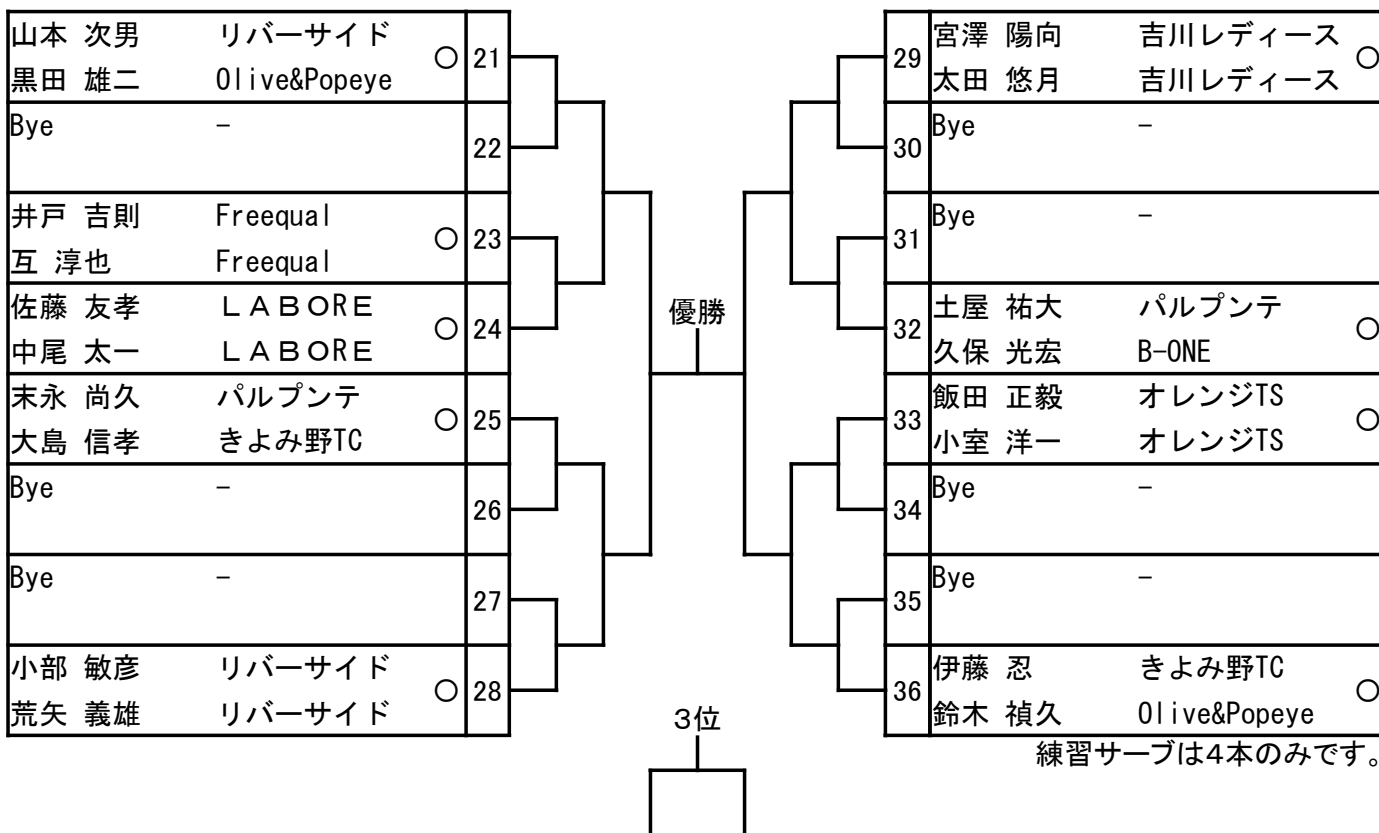 山本 次男 リバーサイド ○ 21
黒田 雄二 Olive&Popeye
Bye - 22
井戸 吉則 Freequal ○ 23
互 淳也 Freequal
佐藤 友孝 ＬＡＢＯRＥ ○ 24
中尾 太一 ＬＡＢＯRＥ
末永 尚久 パルプンテ ○ 25
大島 信孝 きよみ野TC
Bye - 26
Bye - 27
小部 敏彦 リバーサイド ○ 28
荒矢 義雄 リバーサイド
優勝
3位
29 宮澤 陽向 吉川レディース ○
太田 悠月 吉川レディース
30 Bye -
31 Bye -
32 土屋 祐大 パルプンテ ○
久保 光宏 B-ONE
33 飯田 正毅 オレンジTS ○
小室 洋一 オレンジTS
34 Bye -
35 Bye -
36 伊藤 忍 きよみ野TC ○
鈴木 禎久 Olive&Popeye
練習サーブは4本のみです。